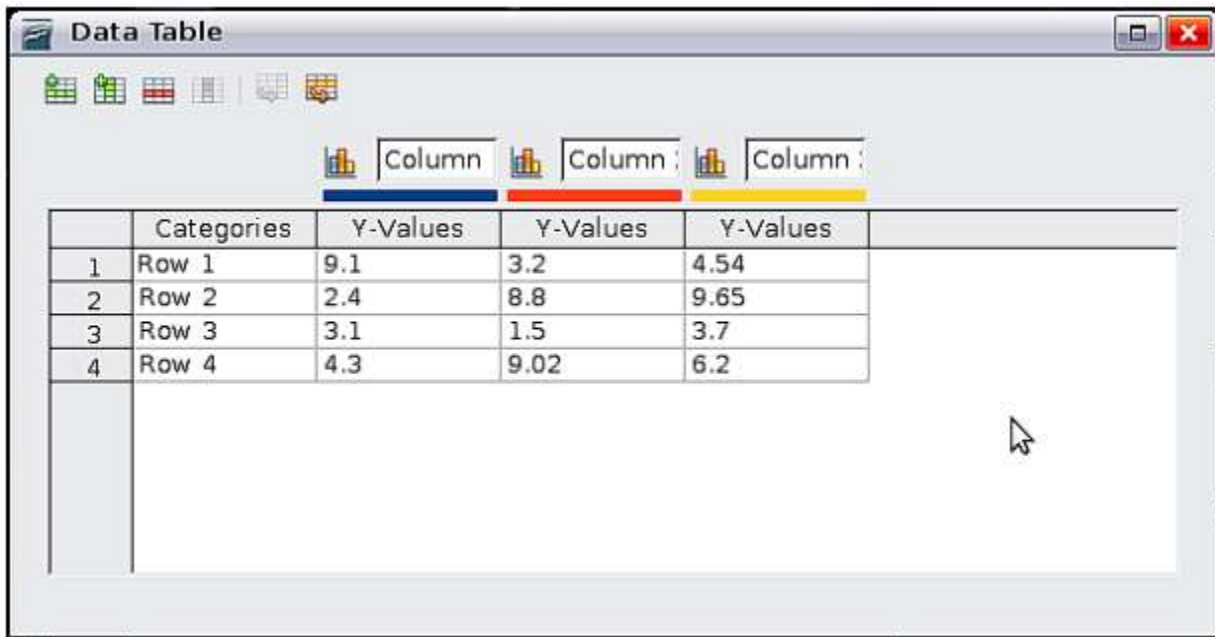 Data Table
Column Column Column
Categories Y-Values Y-Values Y-Values
1 Row 1 9.1 3.2 4.54
2 Row 2 2.4 8.8 9.65
3 Row 3 3.1 1.5 3.7
4 Row 4 4.3 9.02 6.2